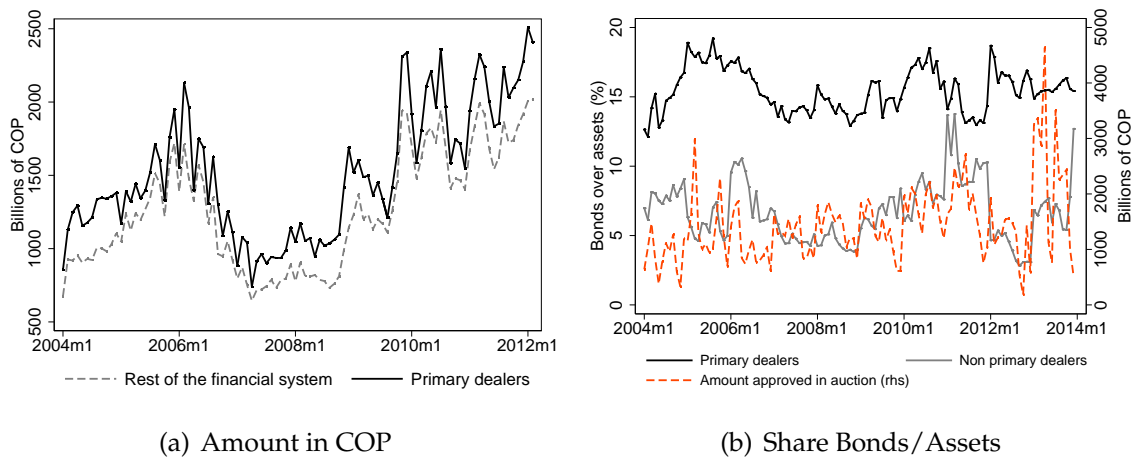 Billions of COP
2500
2000
1500
1000
500
2004m1 2006m1 2008m1 2010m1 2012m1
Rest of the financial system Primary dealers
(a) Amount in COP
Bonds over assets (%)
20
15
10
5
0
5000
4000
3000
2000
1000
0
Billions of COP
2004m1 2006m1 2008m1 2010m1 2012m1 2014m1
Primary dealers Non primary dealers
Amount approved in auction (rhs)
(b) Share Bonds/Assets